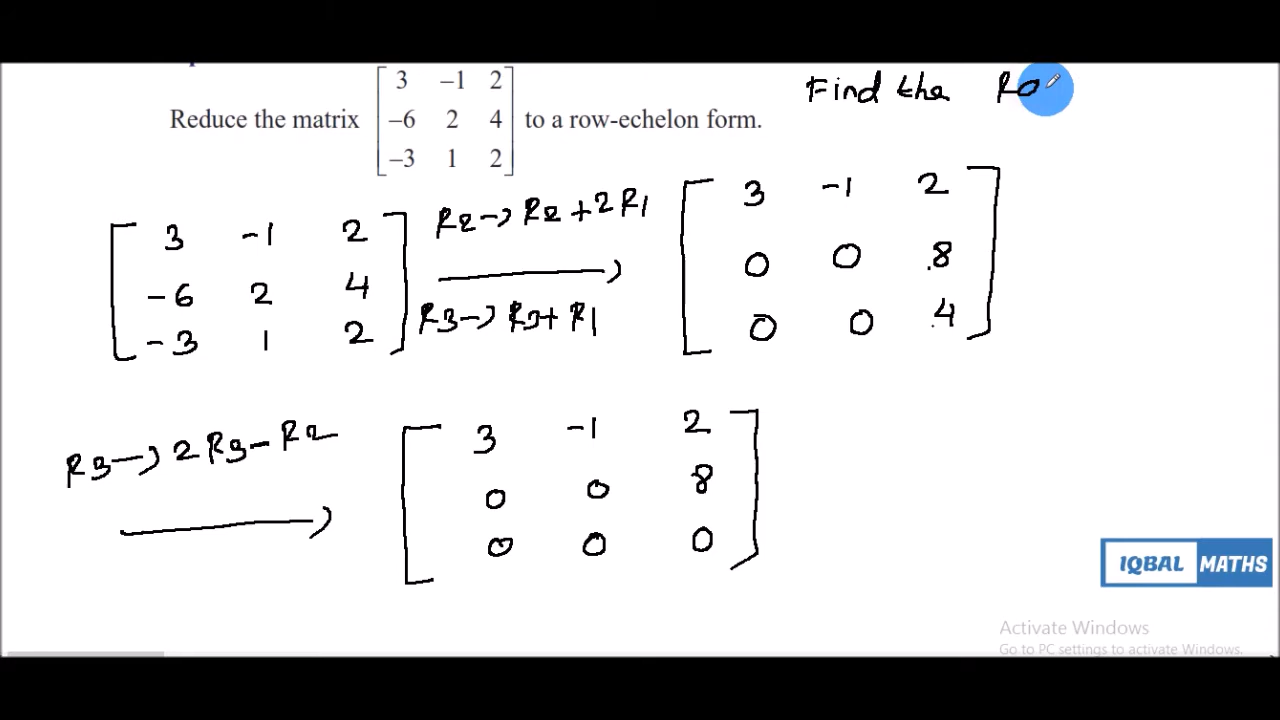 Find the Ro
3 -1 2
Reduce the matrix -6 2 4 to a row-echelon form.
-3 1 2
3 -1 2
-6 2 4
-3 1 2
R2→R2+2R1
R3→R3+R1
3 -1 2
0 0 8
0 0 4
R3→2R3-R2
3 -1 2
0 0 8
0 0 0
IQBAL MATHS
Activate Windows
Go to PC settings to activate Windows.